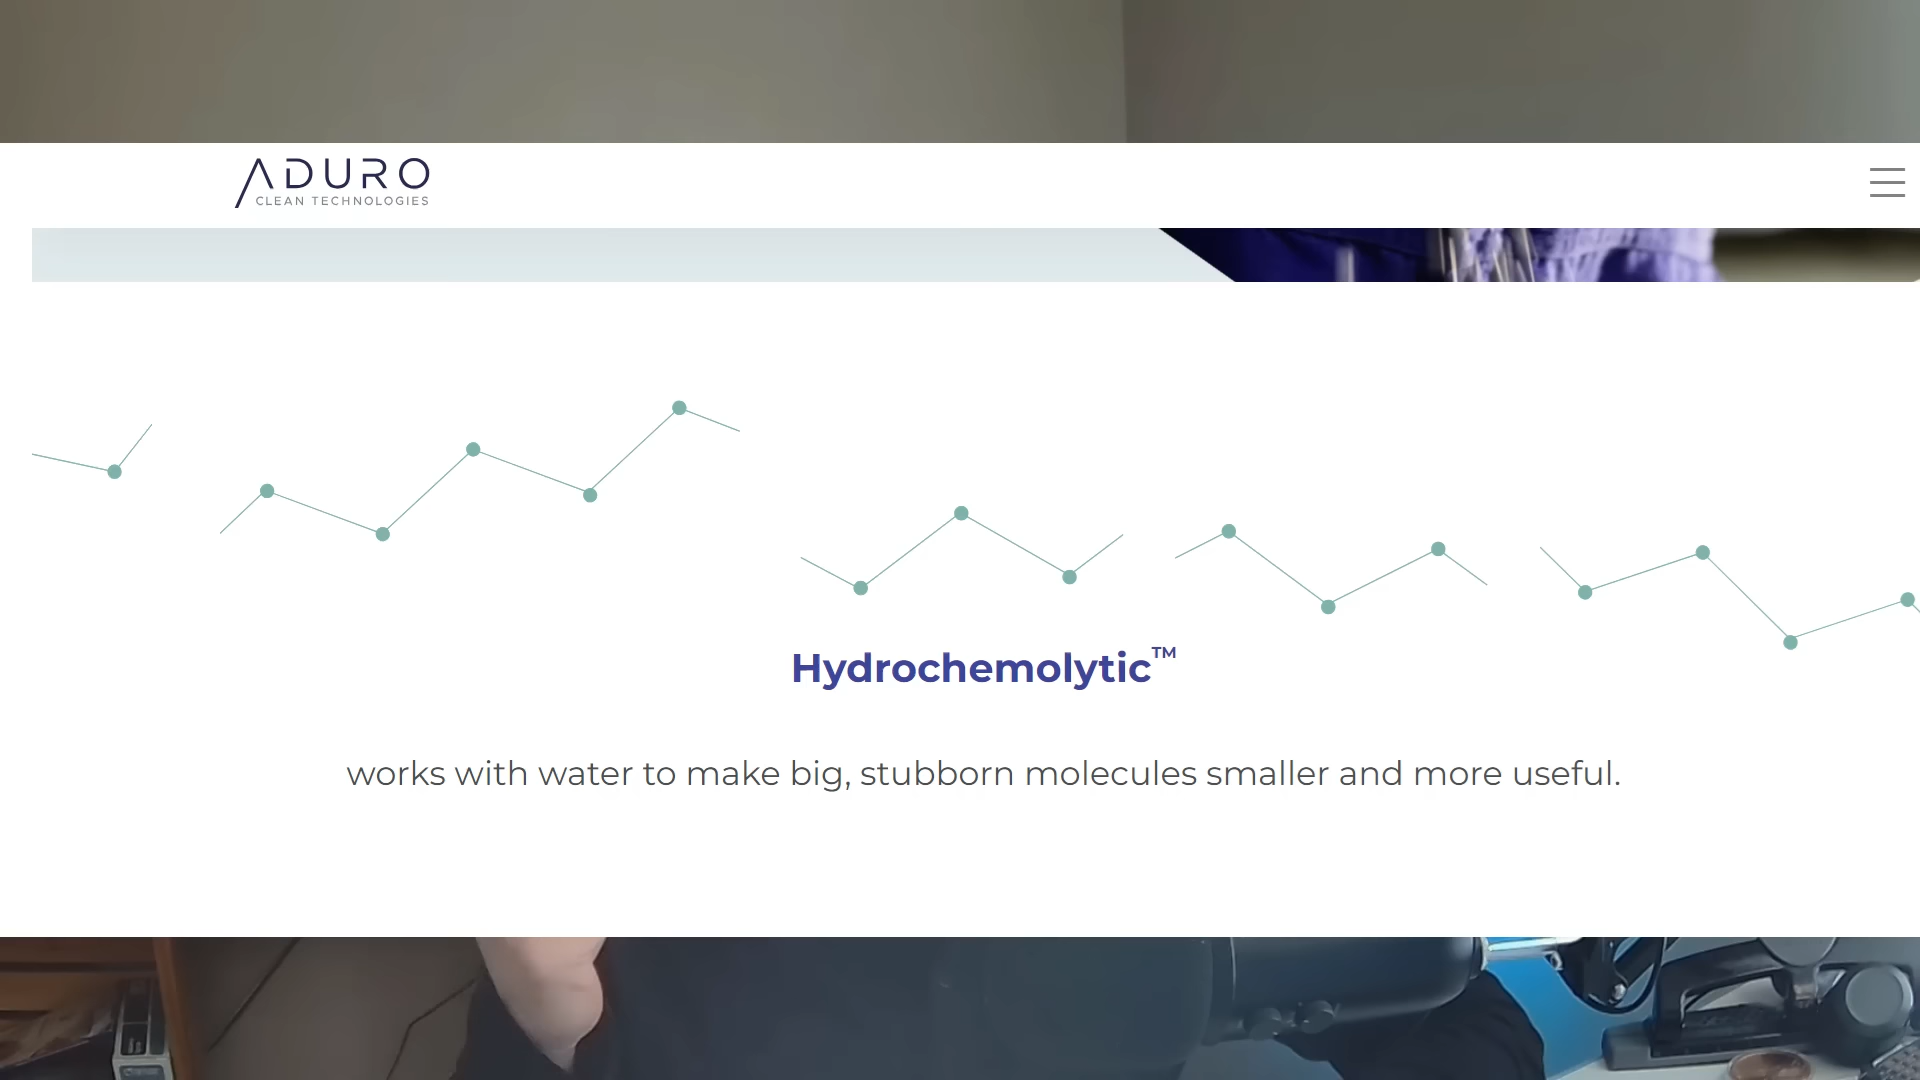 ADURO
CLEAN TECHNOLOGIES
Hydrochemolytic™
works with water to make big, stubborn molecules smaller and more useful.